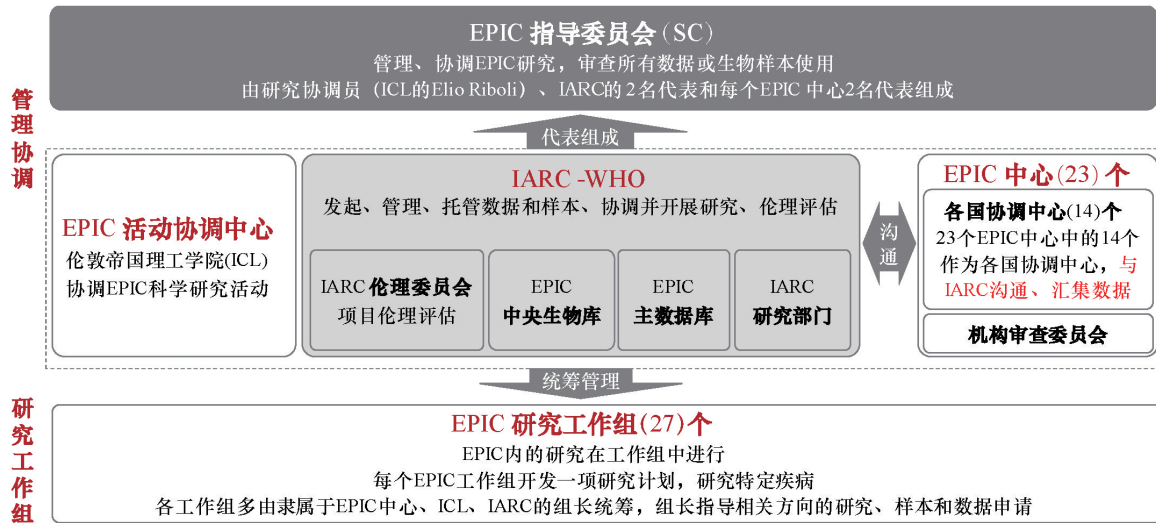 EPIC 指导委员会(SC)
管理、协调EPIC研究，审查所有数据或生物样本使用
由研究协调员（ICL的Elio Riboli）、IARC的2名代表和每个EPIC 中心2名代表组成
管理协调
代表组成
EPIC 活动协调中心
伦敦帝国理工学院(ICL)
协调EPIC科学研究活动
IARC -WHO
发起、管理、托管数据和样本、协调并开展研究、伦理评估
IARC 伦理委员会
项目伦理评估
EPIC
中央生物库
EPIC
主数据库
IARC
研究部门
沟通
EPIC 中心(23) 个
各国协调中心(14)个
23个EPIC中心中的14个
作为各国协调中心，与
IARC沟通、汇集数据
机构审查委员会
统筹管理
研究工作组
EPIC 研究工作组(27)个
EPIC内的研究在工作组中进行
每个EPIC工作组开发一项研究计划，研究特定疾病
各工作组多由隶属于EPIC中心、ICL、IARC的组长统筹，组长指导相关方向的研究、样本和数据申请